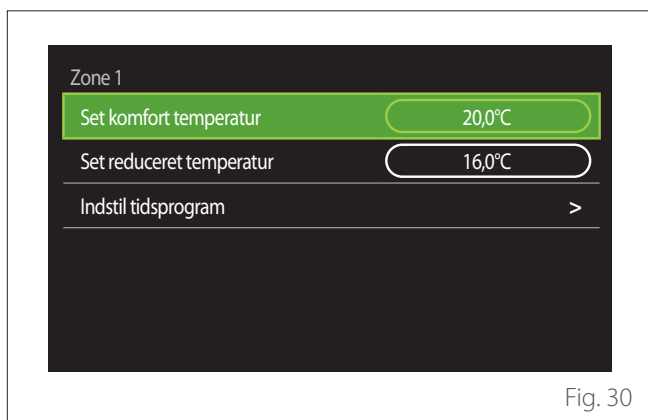 Zone 1
Set komfort temperatur 20,0°C
Set reduceret temperatur 16,0°C
Indstil tidsprogram >
Fig. 30